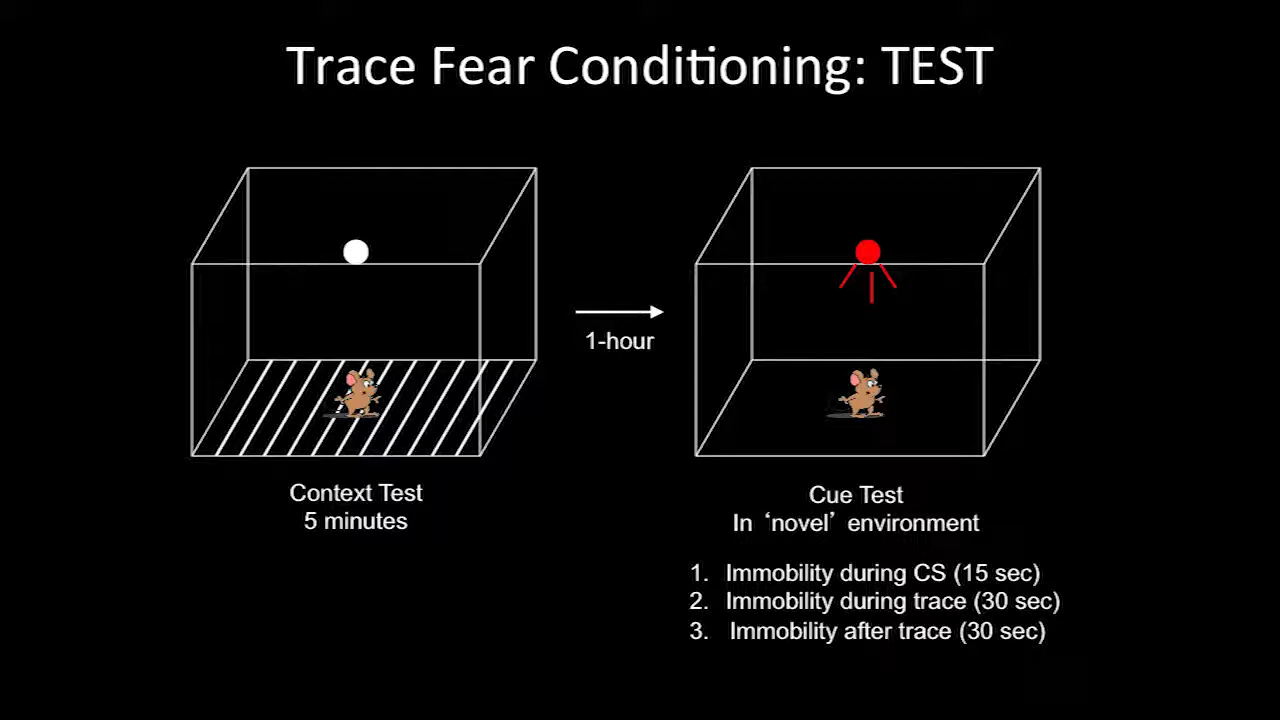 Trace Fear Conditioning: TEST
1-hour
Context Test
5 minutes
Cue Test
In ‘novel’ environment
1. Immobility during CS (15 sec)
2. Immobility during trace (30 sec)
3. Immobility after trace (30 sec)